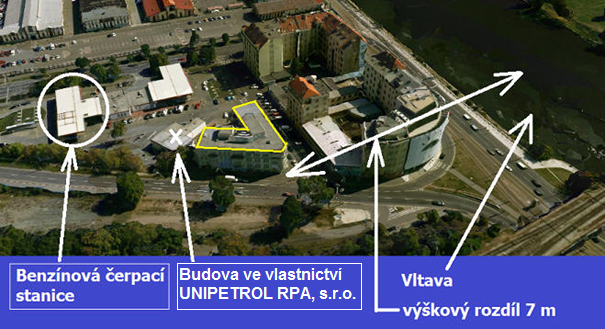 Benzínová čerpací
stanice
Budova ve vlastnictví
UNIPETROL RPA, s.r.o.
Vltava
výškový rozdíl 7 m